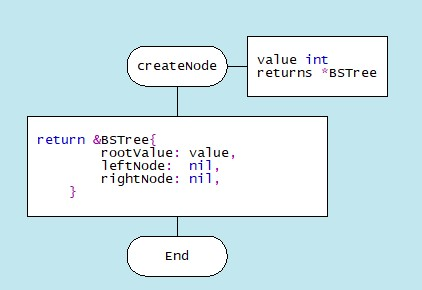 createNode
value int
returns *BSTree
return &BSTree{
rootValue: value,
leftNode:  nil,
rightNode: nil,
}
End